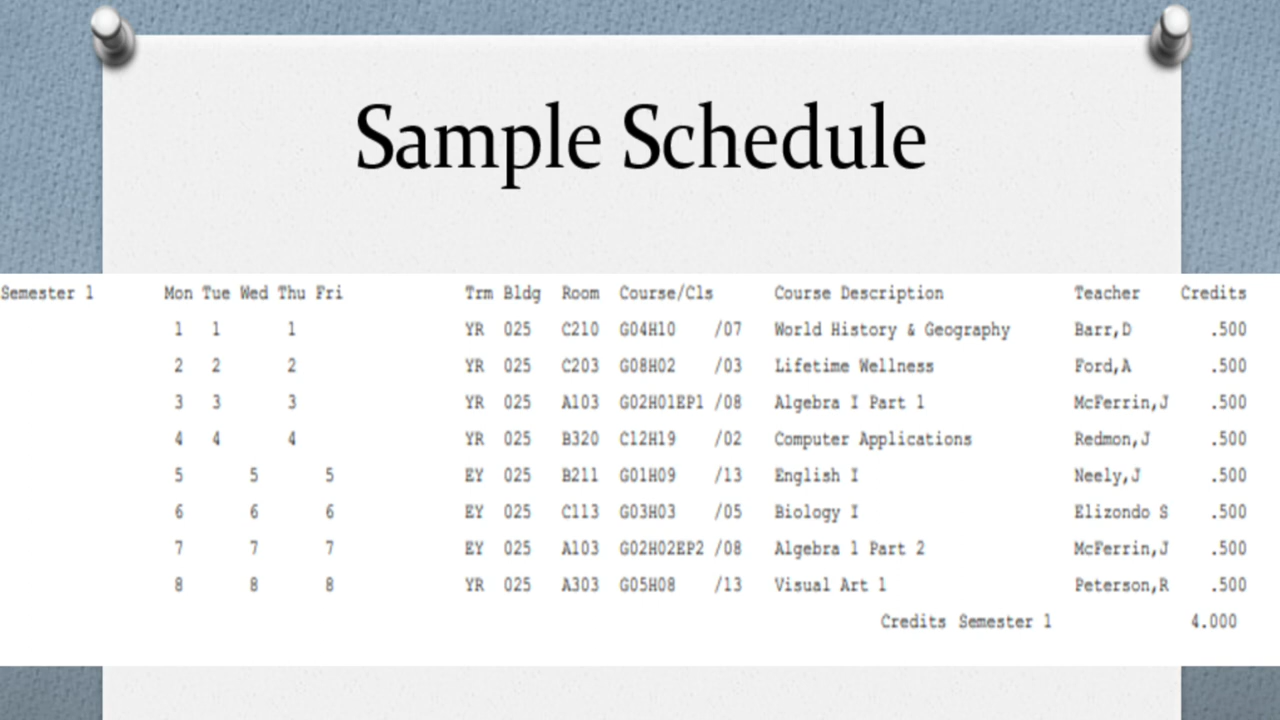 Sample Schedule
Semester 1 Mon Tue Wed Thu Fri Trm Bldg Room Course/Cls Course Description Teacher Credits
1 1 1 YR 025 C210 G04H10 /07 World History & Geography Barr,D .500
2 2 2 YR 025 C203 G08H02 /03 Lifetime Wellness Ford,A .500
3 3 3 YR 025 A103 G02H01EP1 /08 Algebra I Part 1 McFerrin,J .500
4 4 4 YR 025 B320 C12H19 /02 Computer Applications Redmon,J .500
5 5 5 EY 025 B211 G01H09 /13 English I Neely,J .500
6 6 6 EY 025 C113 G03H03 /05 Biology I Elizondo S .500
7 7 7 EY 025 A103 G02H02EP2 /08 Algebra 1 Part 2 McFerrin,J .500
8 8 8 YR 025 A303 G05H08 /13 Visual Art 1 Peterson,R .500
Credits Semester 1 4.000